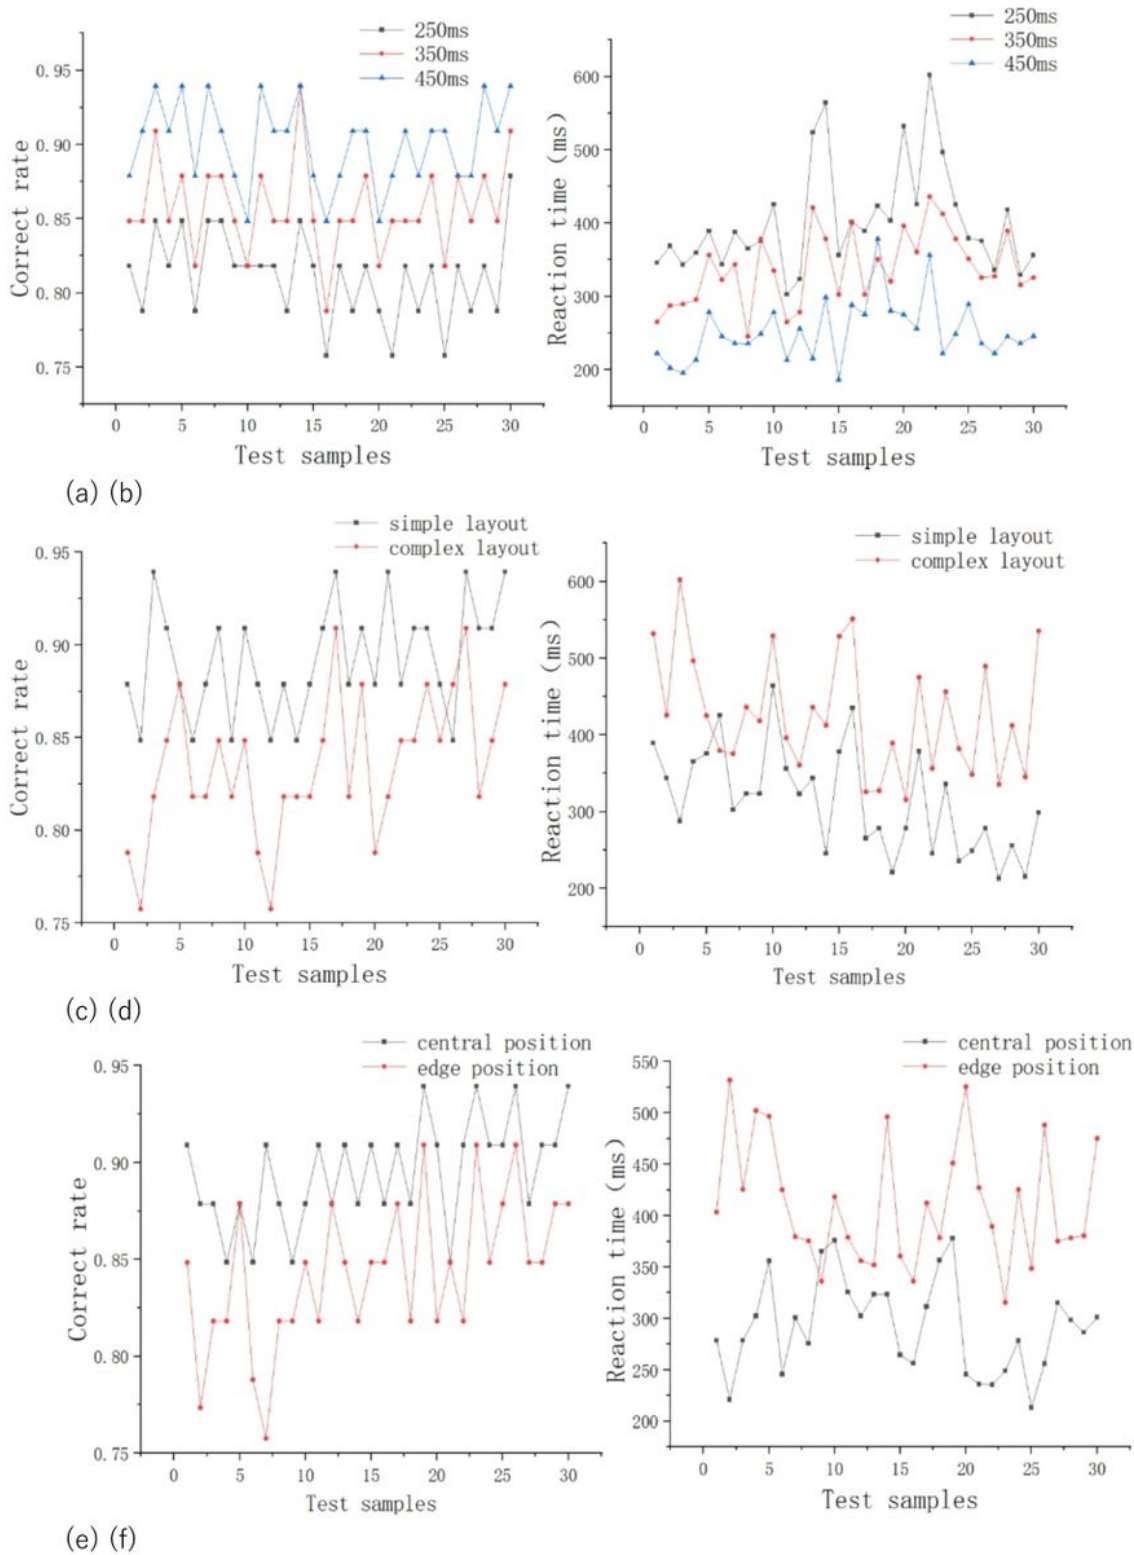 250ms
350ms
450ms
0.95
0.90
0.85
0.80
0.75
Correct rate
0 5 10 15 20 25 30
Test samples
250ms
350ms
450ms
600
500
400
300
200
Reaction time (ms)
0 5 10 15 20 25 30
Test samples
(a) (b)
simple layout
complex layout
0.95
0.90
0.85
0.80
0.75
Correct rate
0 5 10 15 20 25 30
Test samples
simple layout
complex layout
600
500
400
300
200
Reaction time (ms)
0 5 10 15 20 25 30
Test samples
(c) (d)
central position
edge position
0.95
0.90
0.85
0.80
0.75
Correct rate
0 5 10 15 20 25 30
Test samples
central position
edge position
550
500
450
400
350
300
250
200
Reaction time (ms)
0 5 10 15 20 25 30
Test samples
(e) (f)